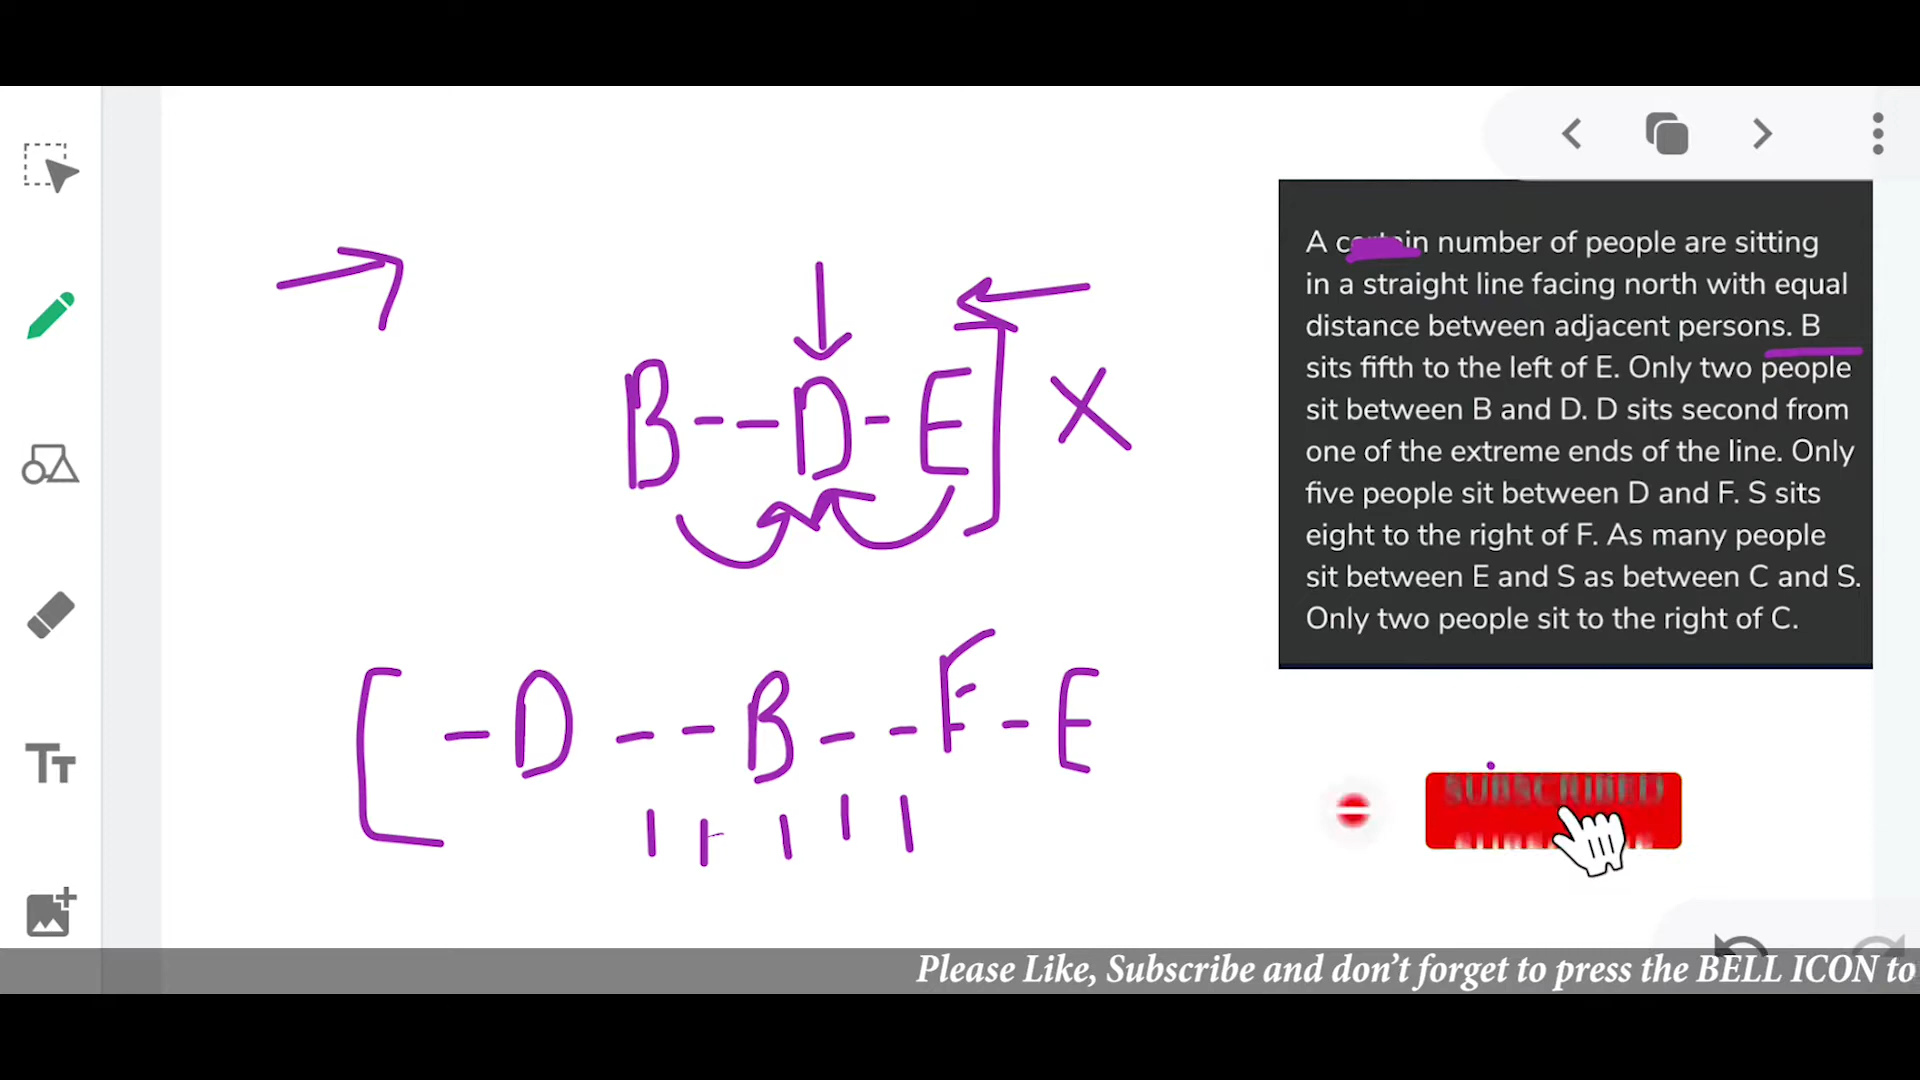 B - - D - E ] X
[ - D - - B - - F - E
A certain number of people are sitting
in a straight line facing north with equal
distance between adjacent persons. B
sits fifth to the left of E. Only two people
sit between B and D. D sits second from
one of the extreme ends of the line. Only
five people sit between D and F. S sits
eight to the right of F. As many people
sit between E and S as between C and S.
Only two people sit to the right of C.
SUBSCRIBED
Tт
Please Like, Subscribe and don't forget to press the BELL ICON to